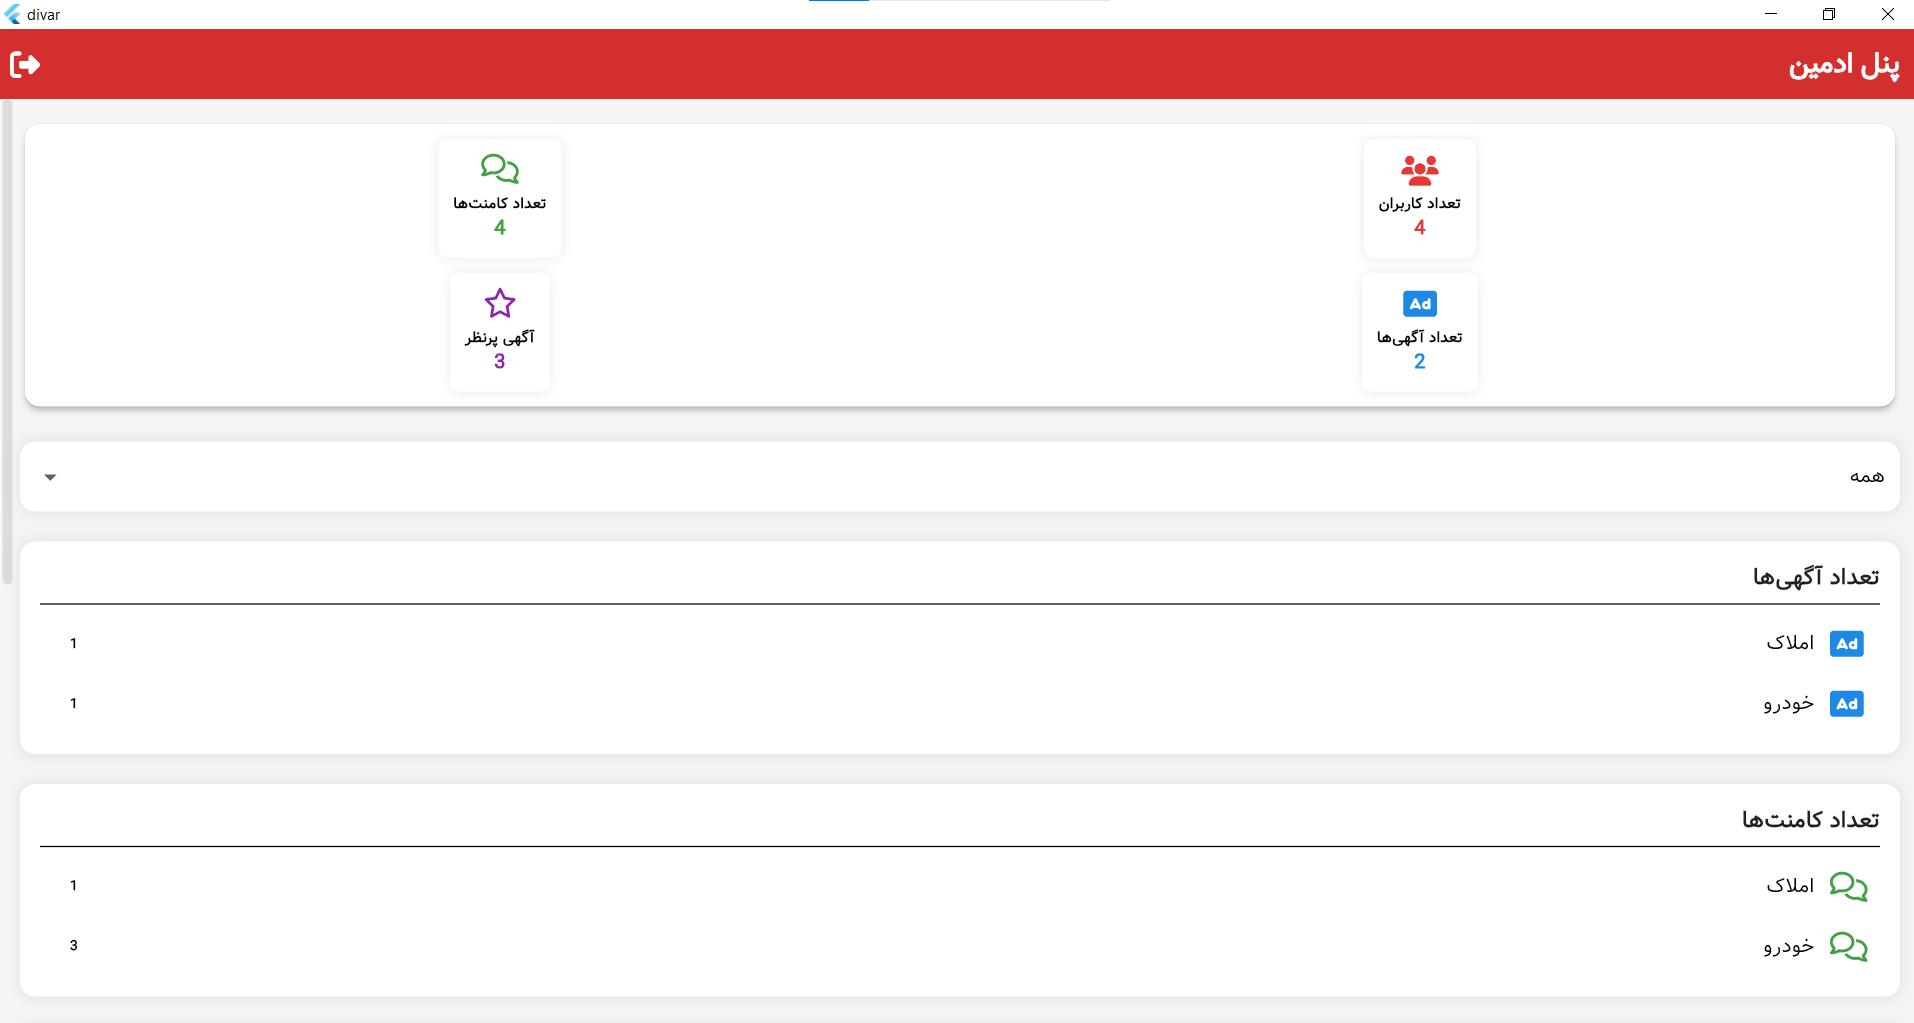 divar
پنل ادمین
تعداد کاربران
4
تعداد کامنت‌ها
4
Ad
تعداد آگهی‌ها
2
آگهی پرنظر
3
همه
تعداد آگهی‌ها
Ad املاک 1
Ad خودرو 1
تعداد کامنت‌ها
املاک 1
خودرو 3